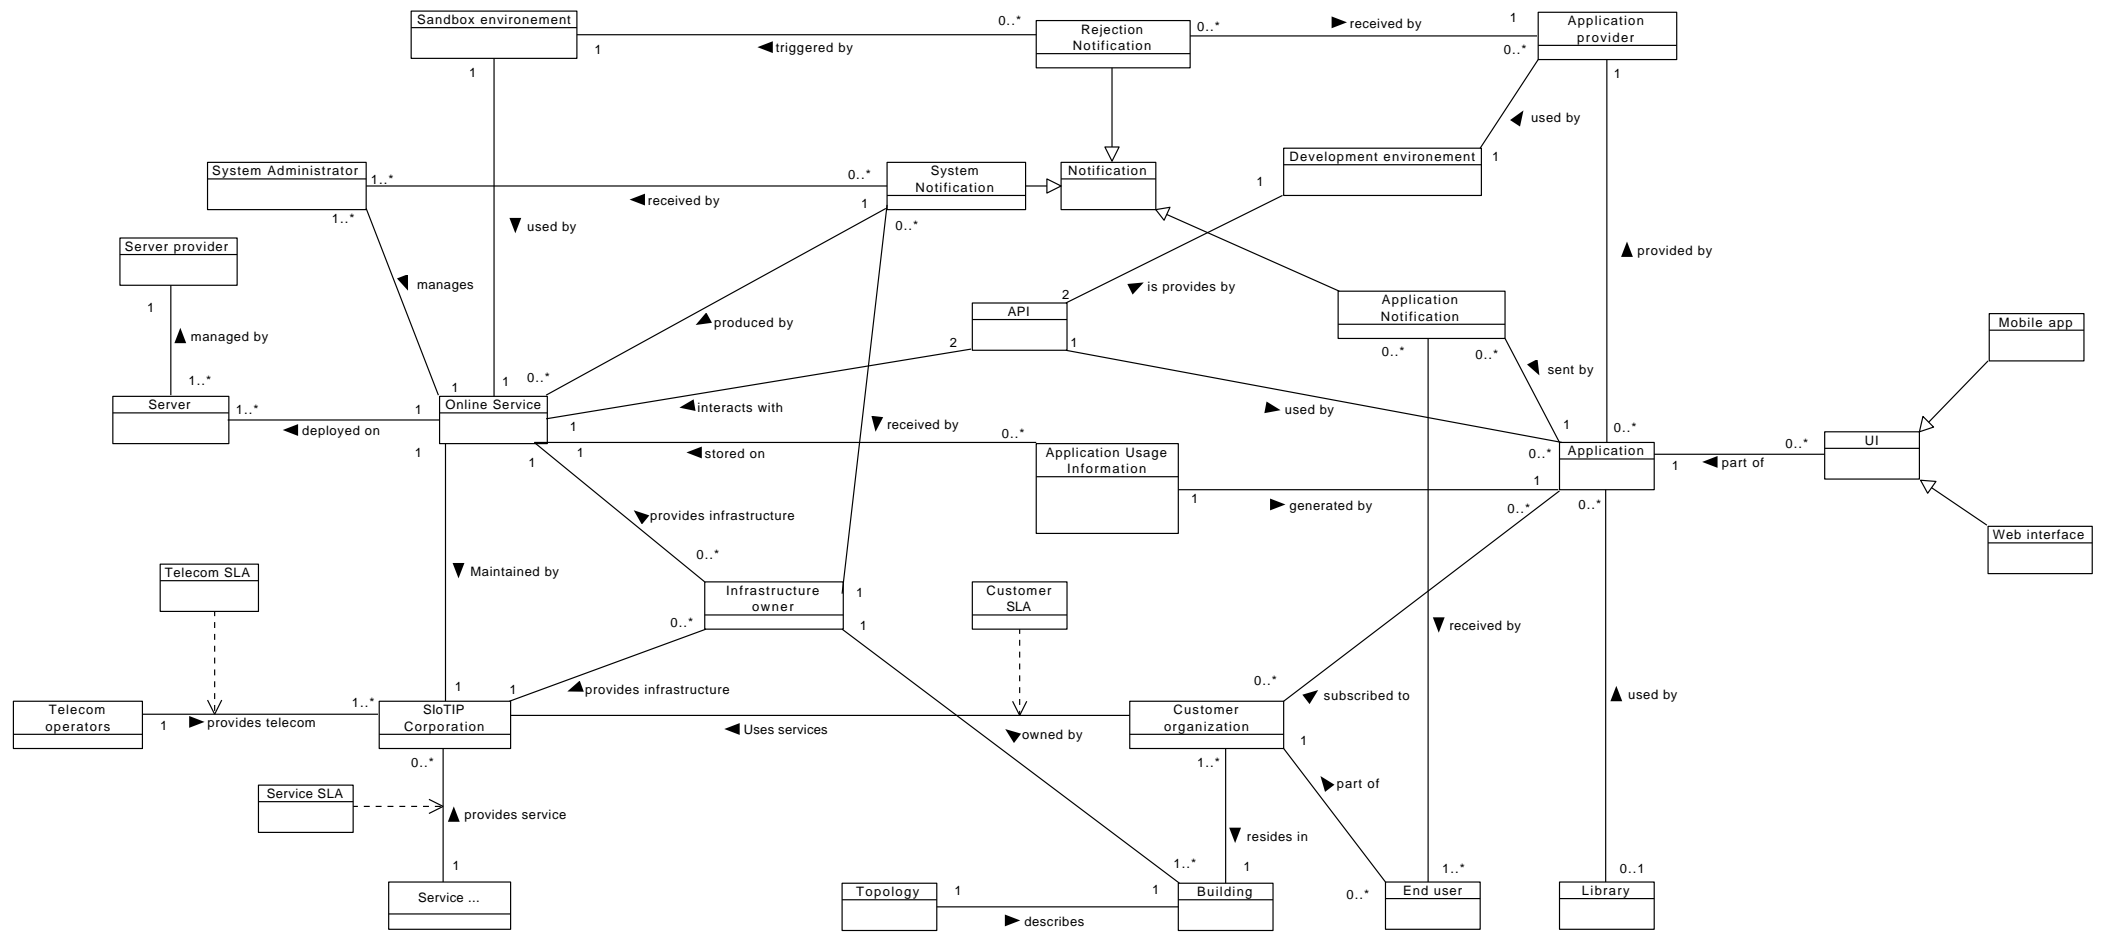 Sandbox environement
0..*
Rejection
Notification
0..*
received by
1
Application
provider
1
triggered by
0..*
1
1
used by
System Administrator
1..*
0..*
System
Notification
Notification
Development environement
1
1
received by
1..*
1
0..*
used by
Server provider
manages
provided by
1
managed by
produced by
2
API
is provides by
Application
Notification
Mobile app
1..*
2
1
0..*
0..*
sent by
Server
1..*
1
1
1
0..*
Online Service
interacts with
used by
deployed on
1
received by
0..*
1
0..*
UI
0..*
1
1
1
stored on
Application Usage
Information
0..*
Application
1
part of
1
generated by
1
0..*
0..*
provides infrastructure
Web interface
0..*
Telecom SLA
Maintained by
Infrastructure
owner
1
1
0..*
Customer
SLA
received by
1
1
provides infrastructure
0..*
subscribed to
used by
Telecom
operators
1
provides telecom
1..*
SIoTIP
Corporation
Uses services
owned by
Customer
organization
1
0..*
1..*
Service SLA
provides service
part of
resides in
1
1..*
1
1..*
0..1
Service ...
Topology
1
1
describes
Building
0..*
End user
Library